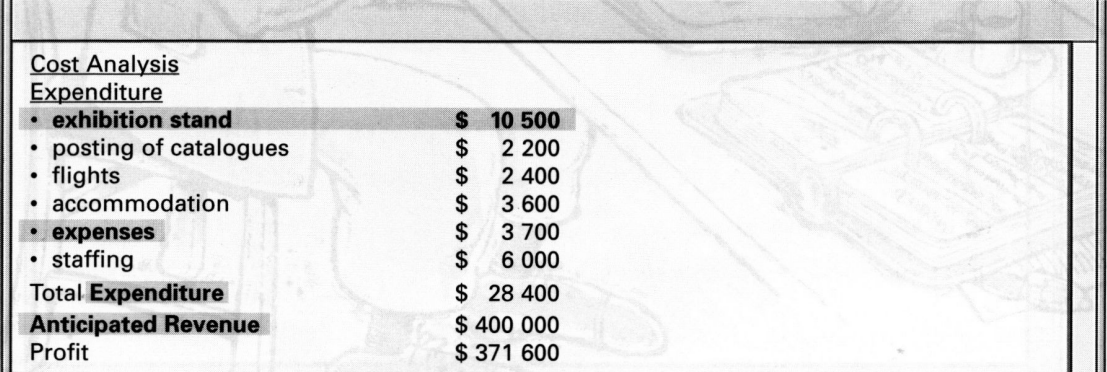 Cost Analysis
Expenditure
• exhibition stand $ 10 500
• posting of catalogues $ 2 200
• flights $ 2 400
• accommodation $ 3 600
• expenses $ 3 700
• staffing $ 6 000
Total Expenditure $ 28 400
Anticipated Revenue $ 400 000
Profit $ 371 600